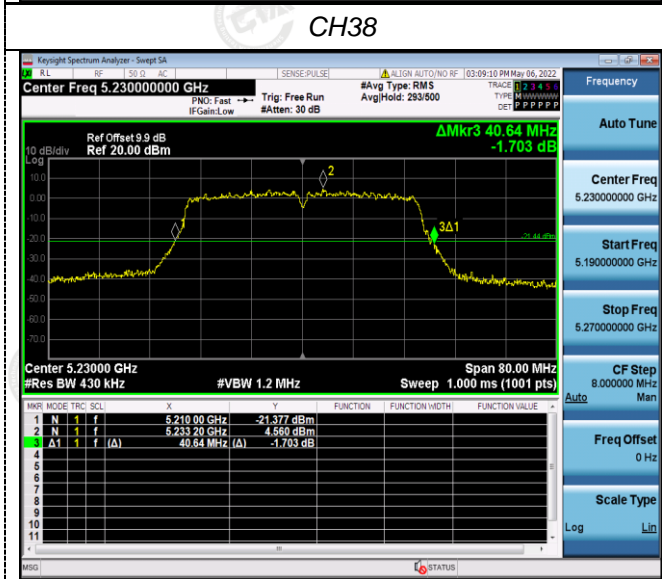 CH38
Keysight Spectrum Analyzer - Swept SA
RL RF 50 Ω AC SENSE:PULSE ALIGN AUTO/NO RF 03:09:10 PM May 06, 2022
Center Freq 5.230000000 GHz
PNO: Fast
IFGain:Low
Trig: Free Run
#Atten: 30 dB
#Avg Type: RMS
Avg|Hold: 293/500
TRACE 1 2 3 4 5 6
TYPE M W W W W W
DET P P P P P P
Frequency
Ref Offset 9.9 dB
10 dB/div Ref 20.00 dBm
Log
ΔMkr3 40.64 MHz
-1.703 dB
10.0
0.00
-10.0
-20.0
-30.0
-40.0
-50.0
-60.0
-70.0
2
3Δ1
-21.44 dBm
Center 5.23000 GHz Span 80.00 MHz
#Res BW 430 kHz #VBW 1.2 MHz Sweep 1.000 ms (1001 pts)
MKR MODE TRC SCL X Y FUNCTION FUNCTION WIDTH FUNCTION VALUE
1 N 1 f 5.210 00 GHz -21.377 dBm
2 N 1 f 5.233 20 GHz 4.560 dBm
3 Δ1 1 f (Δ) 40.64 MHz (Δ) -1.703 dB
4
5
6
7
8
9
10
11
Auto Tune
Center Freq
5.230000000 GHz
Start Freq
5.190000000 GHz
Stop Freq
5.270000000 GHz
CF Step
8.000000 MHz
Auto Man
Freq Offset
0 Hz
Scale Type
Log Lin
MSG STATUS